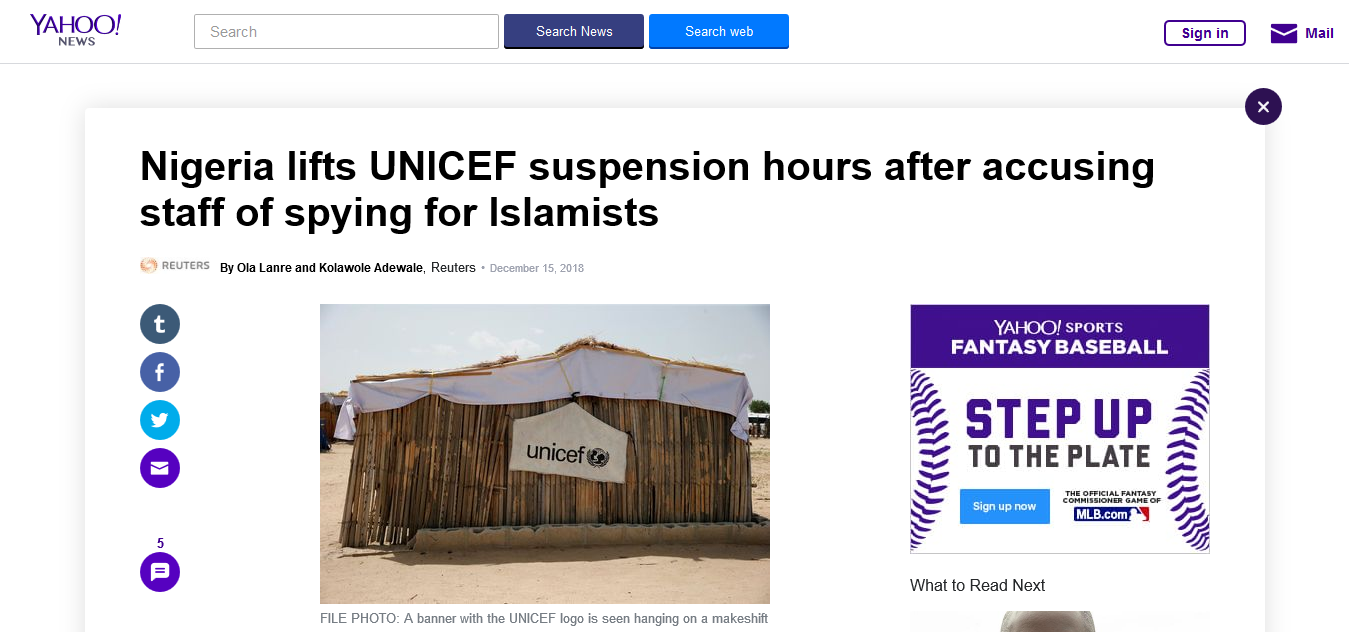 YAHOO!
NEWS
Search
Search News
Search web
Sign in
Mail
Nigeria lifts UNICEF suspension hours after accusing
staff of spying for Islamists
REUTERS
By Ola Lanre and Kolawole Adewale, Reuters • December 15, 2018
t
f
5
unicef
FILE PHOTO: A banner with the UNICEF logo is seen hanging on a makeshift
YAHOO! SPORTS
FANTASY BASEBALL
STEP UP
TO THE PLATE
Sign up now
THE OFFICIAL FANTASY
COMMISSIONER GAME OF
MLB.com
What to Read Next